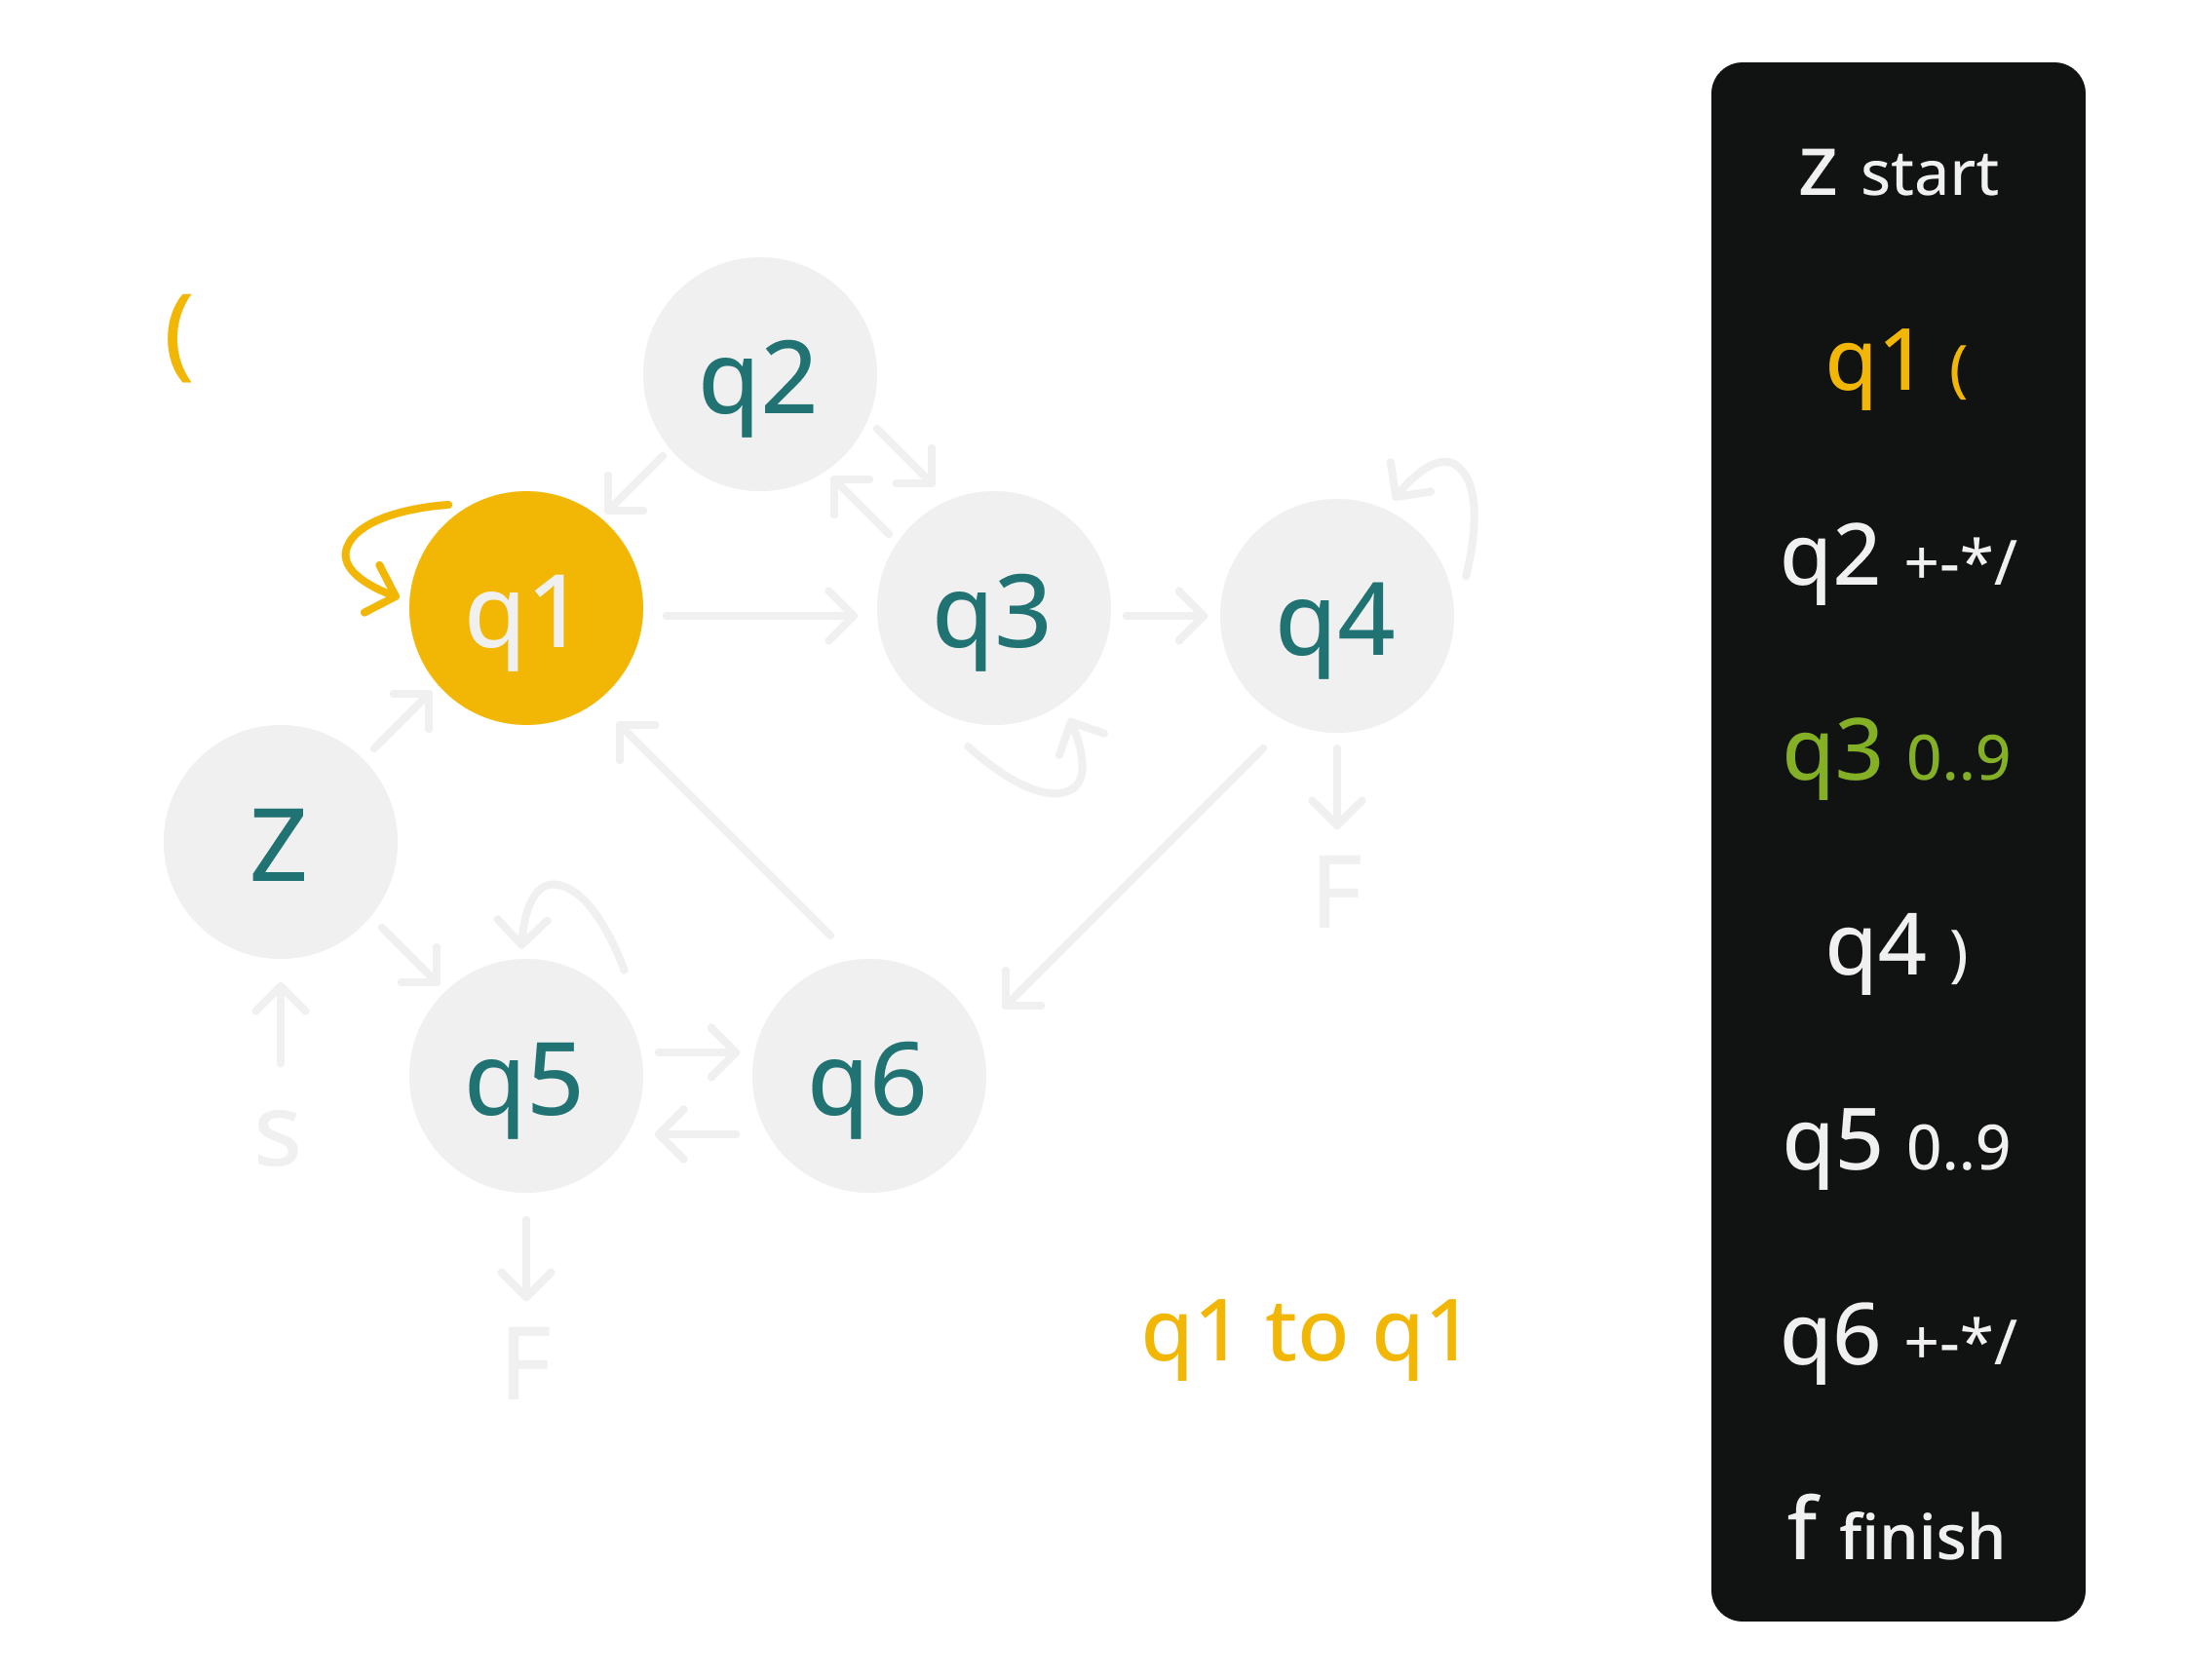 (
q2
q1
q3
q4
Z
F
s
q5
q6
F
q1 to q1
Z start
q1 (
q2 +-*/
q3 0..9
q4 )
q5 0..9
q6 +-*/
f finish